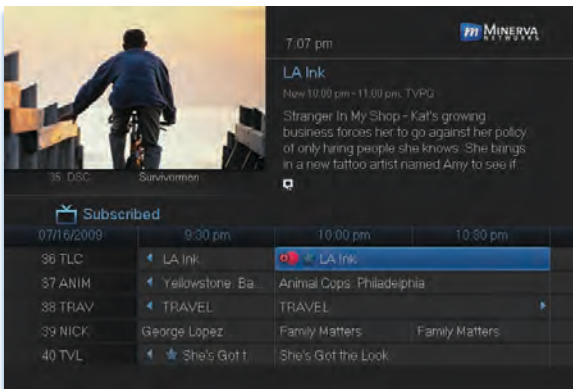 7:07 pm
MINERVA
NETWORKS
LA Ink
New 10:00 pm - 11:00 pm, TVPG
Stranger In My Shop - Kat's growing
business forces her to go against her policy
of only hiring people she knows. She brings
in a new tattoo artist named Amy to see if
35 DSC Survivorman
Subscribed
07/16/2009 9:30 pm 10:00 pm 10:30 pm
36 TLC LA Ink LA Ink
37 ANIM Yellowstone: Ba... Animal Cops: Philadelphia
38 TRAV TRAVEL TRAVEL
39 NICK George Lopez Family Matters Family Matters
40 TVL She's Got t She's Got the Look